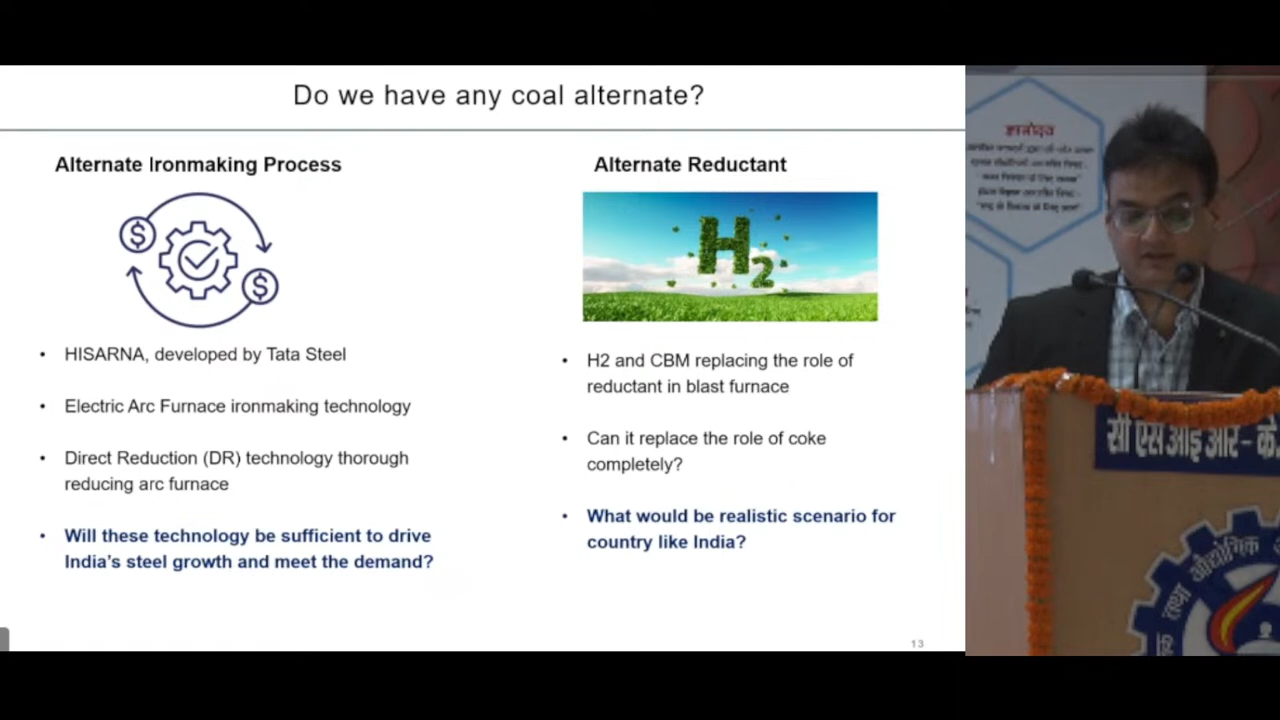 Do we have any coal alternate?
Alternate Ironmaking Process
$
$
• HISARNA, developed by Tata Steel
• Electric Arc Furnace ironmaking technology
• Direct Reduction (DR) technology thorough
reducing arc furnace
• Will these technology be sufficient to drive
India's steel growth and meet the demand?
Alternate Reductant
H2
• H2 and CBM replacing the role of
reductant in blast furnace
• Can it replace the role of coke
completely?
• What would be realistic scenario for
country like India?
13
ज्ञानोदय
सी एस आई आर – के.
औद्योगिक